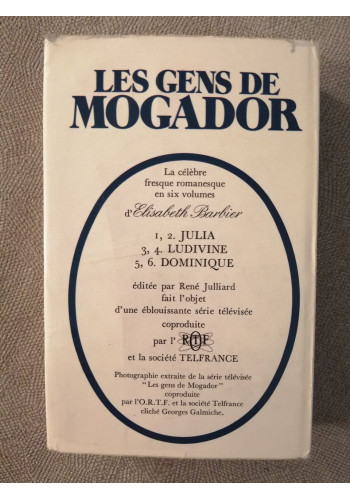 LES GENS DE
MOGADOR
La célèbre
fresque romanesque
en six volumes
d'Elisabeth Barbier
1, 2. JULIA
3, 4. LUDIVINE
5, 6. DOMINIQUE
éditée par René Julliard
fait l'objet
d'une éblouissante série télévisée
coproduite
par l' ORTF
et la société TELFRANCE
Photographie extraite de la série télévisée
"Les gens de Mogador"
coproduite
par l'O.R.T.F. et la société Telfrance
cliché Georges Galmiche.